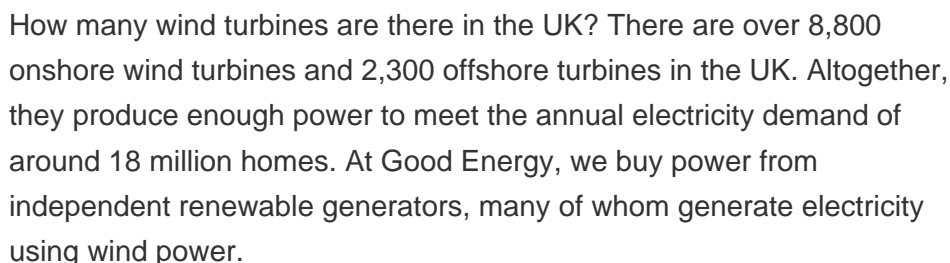 How many wind turbines are there in the UK? There are over 8,800
onshore wind turbines and 2,300 offshore turbines in the UK. Altogether,
they produce enough power to meet the annual electricity demand of
around 18 million homes. At Good Energy, we buy power from
independent renewable generators, many of whom generate electricity
using wind power.